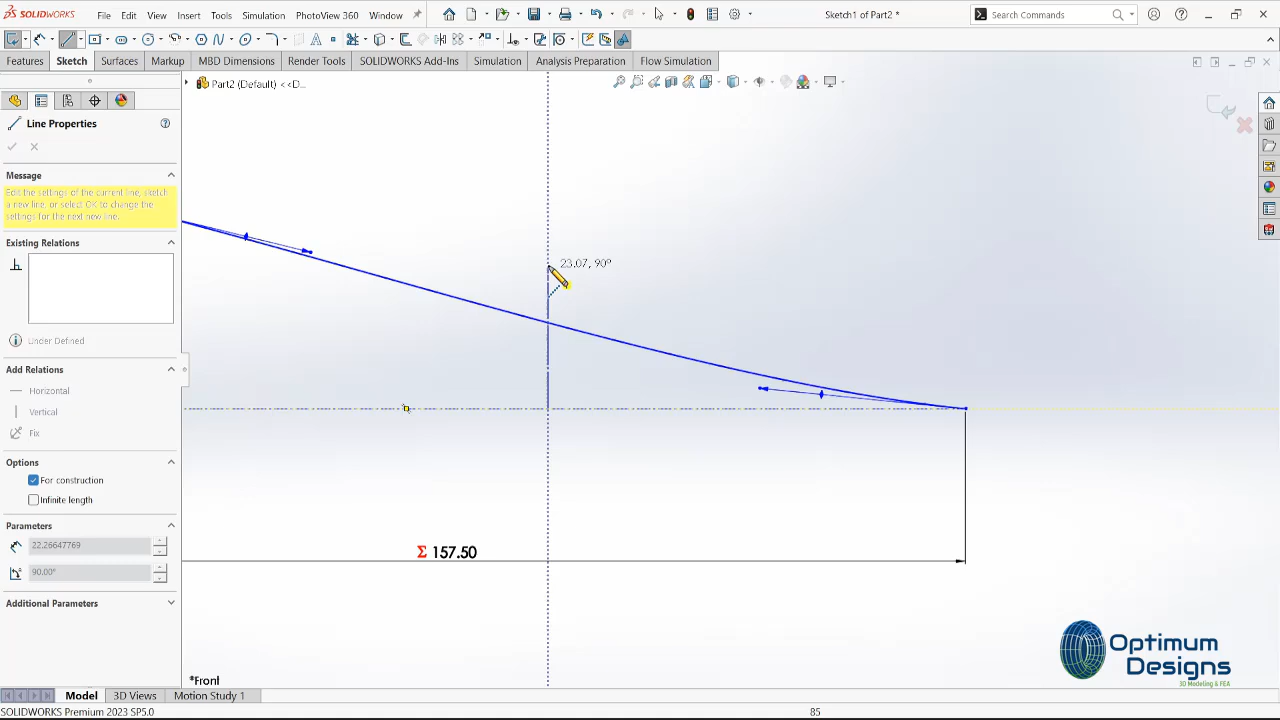 SOLIDWORKS File Edit View Insert Tools Simulation PhotoView 360 Window Sketch1 of Part2 * Search Commands
Features Sketch Surfaces Markup MBD Dimensions Render Tools SOLIDWORKS Add-Ins Simulation Analysis Preparation Flow Simulation
Part2 (Default) <<D...
Line Properties
Message
Edit the settings of the current line, sketch
a new line, or select OK to change the
settings for the next new line.
Existing Relations
23.07, 90°
Under Defined
Add Relations
Horizontal
Vertical
Fix
Options
For construction
Infinite length
Parameters
22.26647769
90.00°
Additional Parameters
Σ 157.50
Optimum
Designs
3D Modeling & FEA
*Front
Model 3D Views Motion Study 1
SOLIDWORKS Premium 2023 SP5.0 85